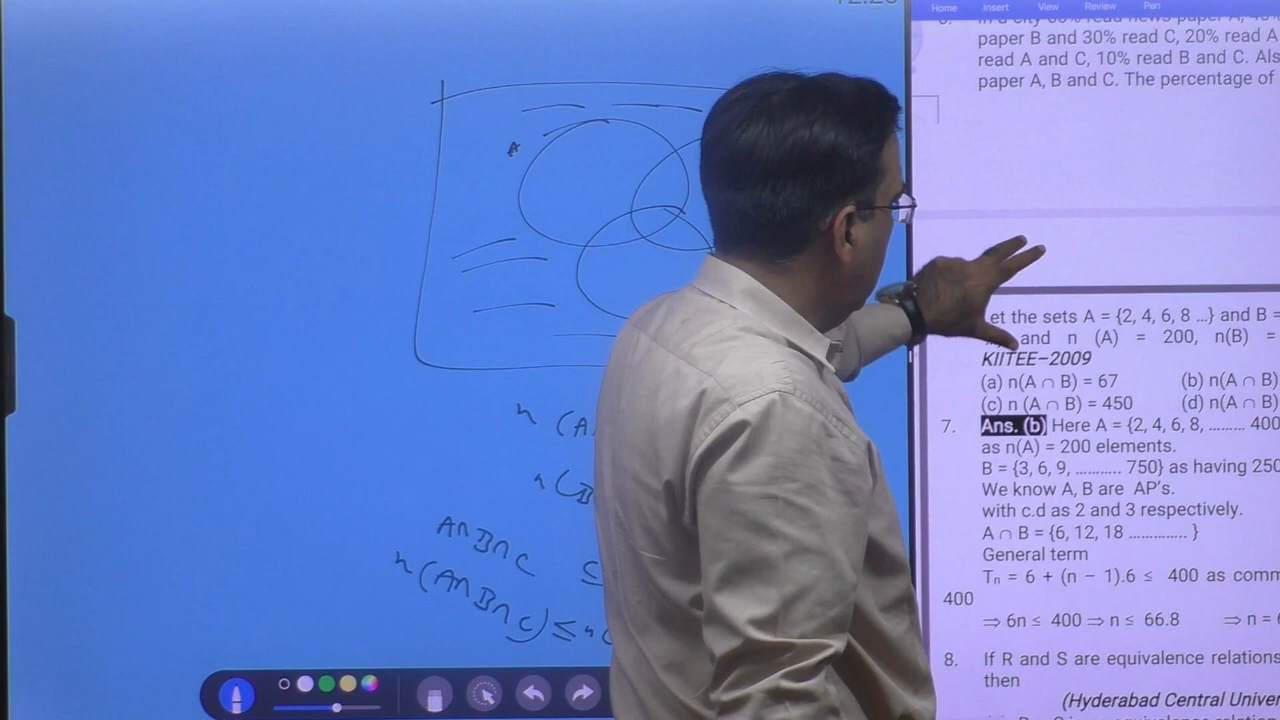 Home Insert View Review Pen
paper B and 30% read C, 20% read A
read A and C, 10% read B and C. Als
paper A, B and C. The percentage of
A
n (A
n (B
A∩B∩C ⊆
n(A∩B∩C) ≤ n(
et the sets A = {2, 4, 6, 8 ...} and B =
and n (A) = 200, n(B) =
KIITEE–2009
(a) n(A ∩ B) = 67 (b) n(A ∩ B)
(c) n (A ∩ B) = 450 (d) n(A ∩ B)
7. Ans. (b) Here A = {2, 4, 6, 8, ......... 400
as n(A) = 200 elements.
B = {3, 6, 9, ........... 750} as having 250
We know A, B are AP's.
with c.d as 2 and 3 respectively.
A ∩ B = {6, 12, 18 .............. }
General term
Tₙ = 6 + (n − 1).6 ≤ 400 as comm
400
⇒ 6n ≤ 400 ⇒ n ≤ 66.8 ⇒ n =
8. If R and S are equivalence relations
then
(Hyderabad Central Univer